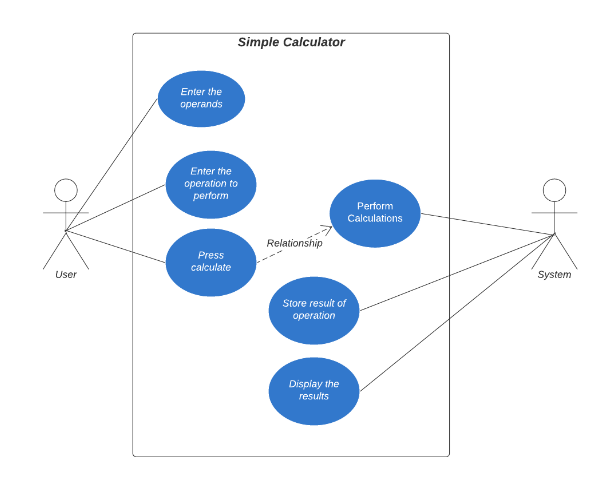 Simple Calculator
Enter the
operands
Enter the
operation to
perform
Perform
Calculations
Press
calculate
Relationship
User
System
Store result of
operation
Display the
results